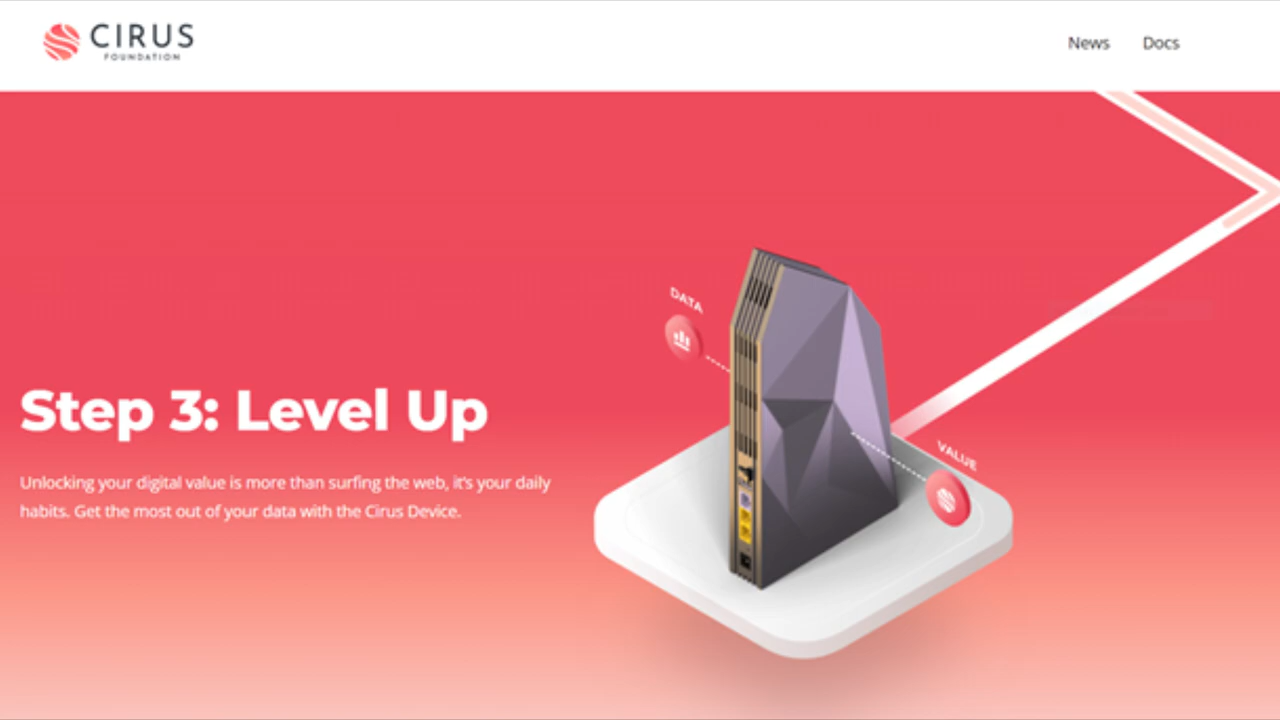 CIRUS
FOUNDATION
News
Docs
DATA
Step 3: Level Up
VALUE
Unlocking your digital value is more than surfing the web, it's your daily
habits. Get the most out of your data with the Cirus Device.